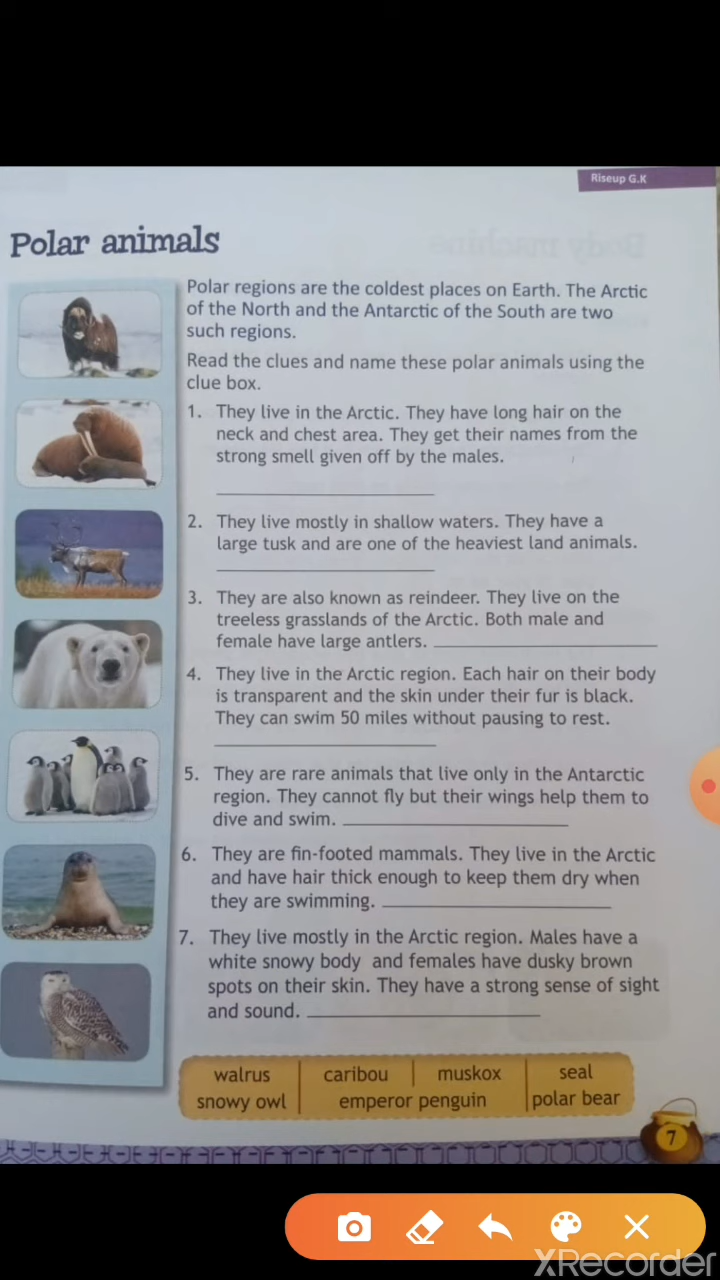 Riseup G.K
Polar animals
Polar regions are the coldest places on Earth. The Arctic
of the North and the Antarctic of the South are two
such regions.
Read the clues and name these polar animals using the
clue box.
1. They live in the Arctic. They have long hair on the
neck and chest area. They get their names from the
strong smell given off by the males.
2. They live mostly in shallow waters. They have a
large tusk and are one of the heaviest land animals.
3. They are also known as reindeer. They live on the
treeless grasslands of the Arctic. Both male and
female have large antlers.
4. They live in the Arctic region. Each hair on their body
is transparent and the skin under their fur is black.
They can swim 50 miles without pausing to rest.
5. They are rare animals that live only in the Antarctic
region. They cannot fly but their wings help them to
dive and swim.
6. They are fin-footed mammals. They live in the Arctic
and have hair thick enough to keep them dry when
they are swimming.
7. They live mostly in the Arctic region. Males have a
white snowy body and females have dusky brown
spots on their skin. They have a strong sense of sight
and sound.
walrus caribou muskox seal
snowy owl emperor penguin polar bear
7
XRecorder